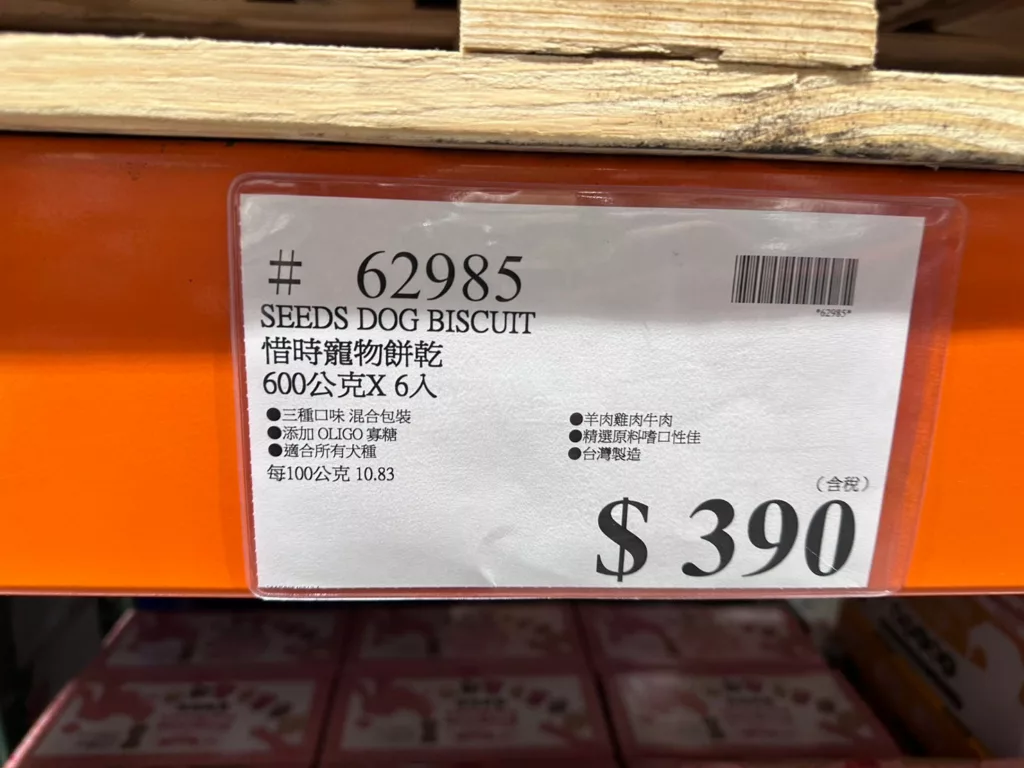 # 62985
*62985*
SEEDS DOG BISCUIT
惜時寵物餅乾
600公克X 6入
●三種口味 混合包裝
●添加 OLIGO 寡糖
●適合所有犬種
每100公克 10.83
●羊肉雞肉牛肉
●精選原料嗜口性佳
●台灣製造
（含稅）
$ 390